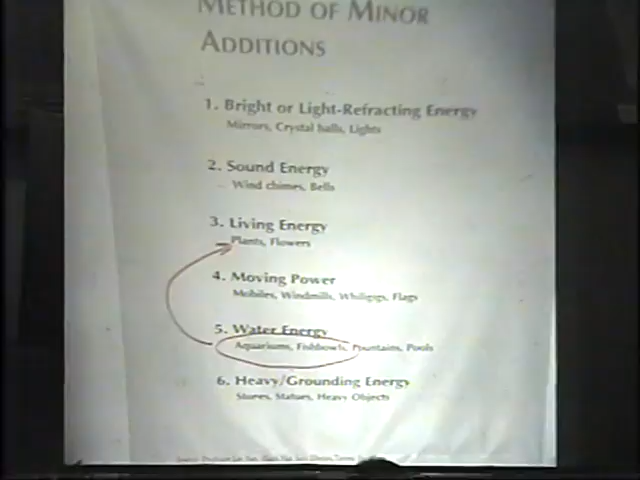 METHOD OF MINOR
ADDITIONS
1. Bright or Light-Refracting Energy
Mirrors, Crystal balls, Lights
2. Sound Energy
Wind chimes, Bells
3. Living Energy
Plants, Flowers
4. Moving Power
Mobiles, Windmills, Whiligigs, Flags
5. Water Energy
Aquariums, Fishbowls, Fountains, Pools
6. Heavy/Grounding Energy
Stones, Statues, Heavy Objects